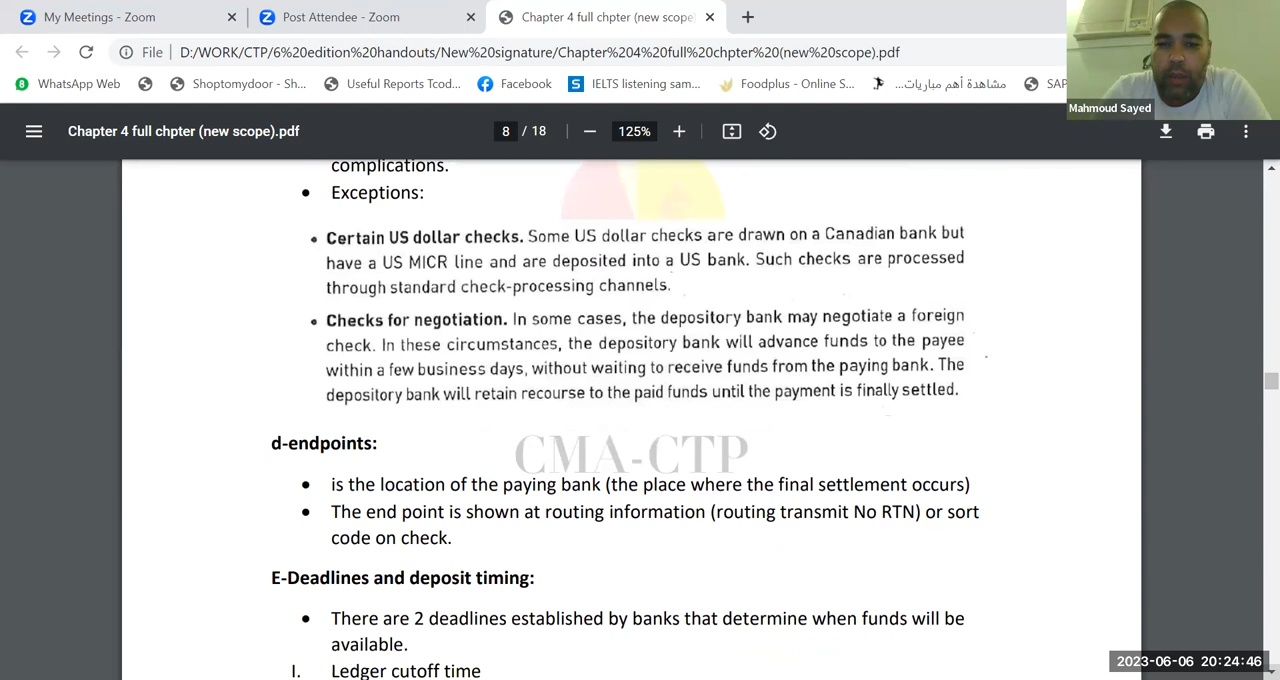 My Meetings - Zoom
Post Attendee - Zoom
Chapter 4 full chpter (new scope)
File
D:/WORK/CTP/6%20edition%20handouts/New%20signature/Chapter%204%20full%20chpter%20(new%20scope).pdf
WhatsApp Web
Shoptomydoor - Sh...
Useful Reports Tcod...
Facebook
IELTS listening sam...
Foodplus - Online S...
مشاهدة أهم مباريات...
SAP
Mahmoud Sayed
Chapter 4 full chpter (new scope).pdf
8 / 18
125%
complications.
• Exceptions:
• Certain US dollar checks. Some US dollar checks are drawn on a Canadian bank but
have a US MICR line and are deposited into a US bank. Such checks are processed
through standard check-processing channels.
• Checks for negotiation. In some cases, the depository bank may negotiate a foreign
check. In these circumstances, the depository bank will advance funds to the payee
within a few business days, without waiting to receive funds from the paying bank. The
depository bank will retain recourse to the paid funds until the payment is finally settled.
d-endpoints:
CMA-CTP
• is the location of the paying bank (the place where the final settlement occurs)
• The end point is shown at routing information (routing transmit No RTN) or sort
code on check.
E-Deadlines and deposit timing:
• There are 2 deadlines established by banks that determine when funds will be
available.
I. Ledger cutoff time
2023-06-06 20:24:46